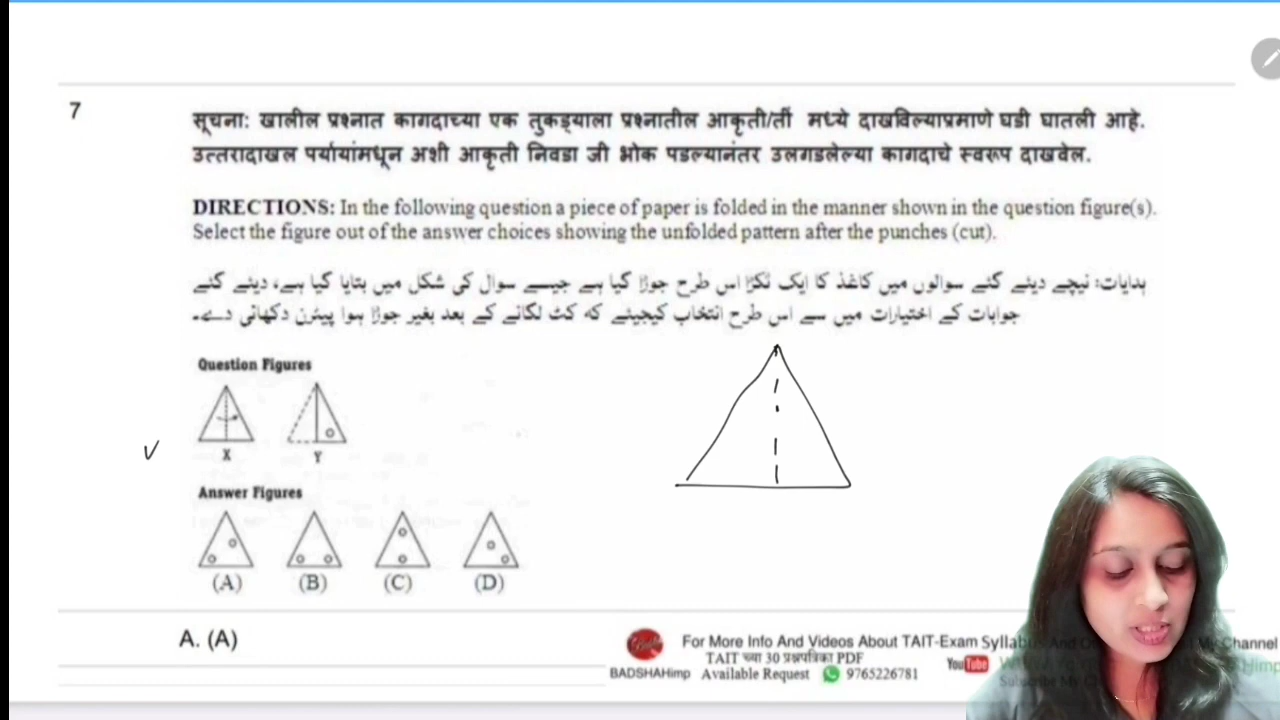 7
सूचना: खालील प्रश्नात कागदाच्या एक तुकड्याला प्रश्नातील आकृती/तीं मध्ये दाखविल्याप्रमाणे घडी घातली आहे.
उत्तरादाखल पर्यायांमधून अशी आकृती निवडा जी भोक पडल्यानंतर उलगडलेल्या कागदाचे स्वरूप दाखवेल.
DIRECTIONS: In the following question a piece of paper is folded in the manner shown in the question figure(s).
Select the figure out of the answer choices showing the unfolded pattern after the punches (cut).
ہدایات: نیچے دیئے گئے سوالوں میں کاغذ کا ایک ٹکڑا اس طرح جوڑا گیا ہے جیسے سوال کی شکل میں بتایا گیا ہے، دیئے گئے
جوابات کے اختیارات میں سے اس طرح انتخاب کیجیئے کہ کٹ لگانے کے بعد بغیر جوڑا ہوا پیٹرن دکھائی دے۔
Question Figures
X Y
Answer Figures
(A) (B) (C) (D)
A. (A)
For More Info And Videos About TAIT-Exam Syllabus And My Channel
TAIT च्या 30 प्रश्नपत्रिका PDF
BADSHAHimp Available Request 9765226781 YouTube Himp
Subscribe My